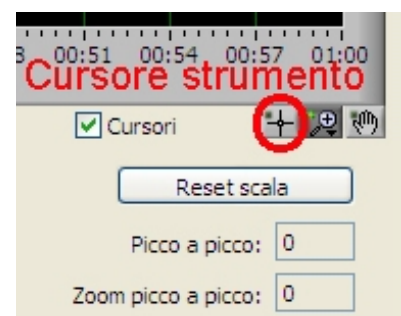 3 00:51 00:54 00:57 01:00
Cursore strumento
Cursori
Reset scala
Picco a picco: 0
Zoom picco a picco: 0